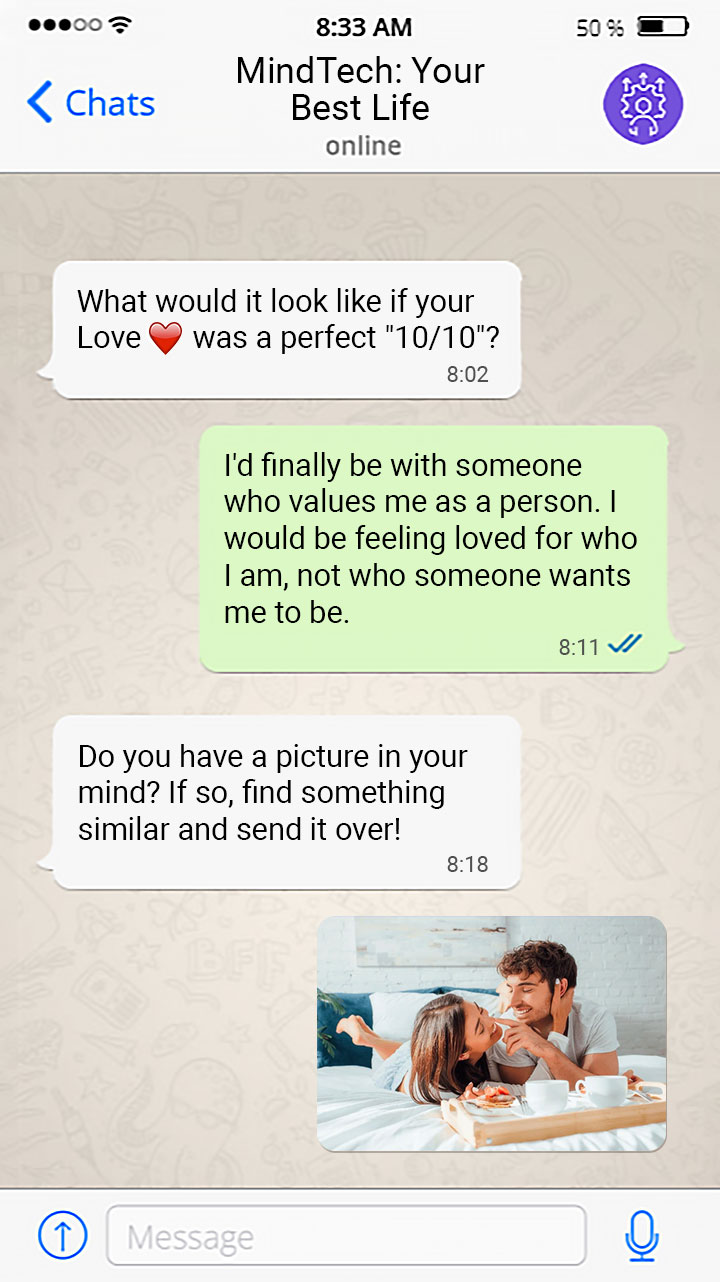 8:33 AM
50 %
MindTech: Your
Best Life
Chats
online
What would it look like if your
Love ❤️ was a perfect "10/10"?
8:02
I'd finally be with someone
who values me as a person. I
would be feeling loved for who
I am, not who someone wants
me to be.
8:11
Do you have a picture in your
mind? If so, find something
similar and send it over!
8:18
BFF
BFF
Message